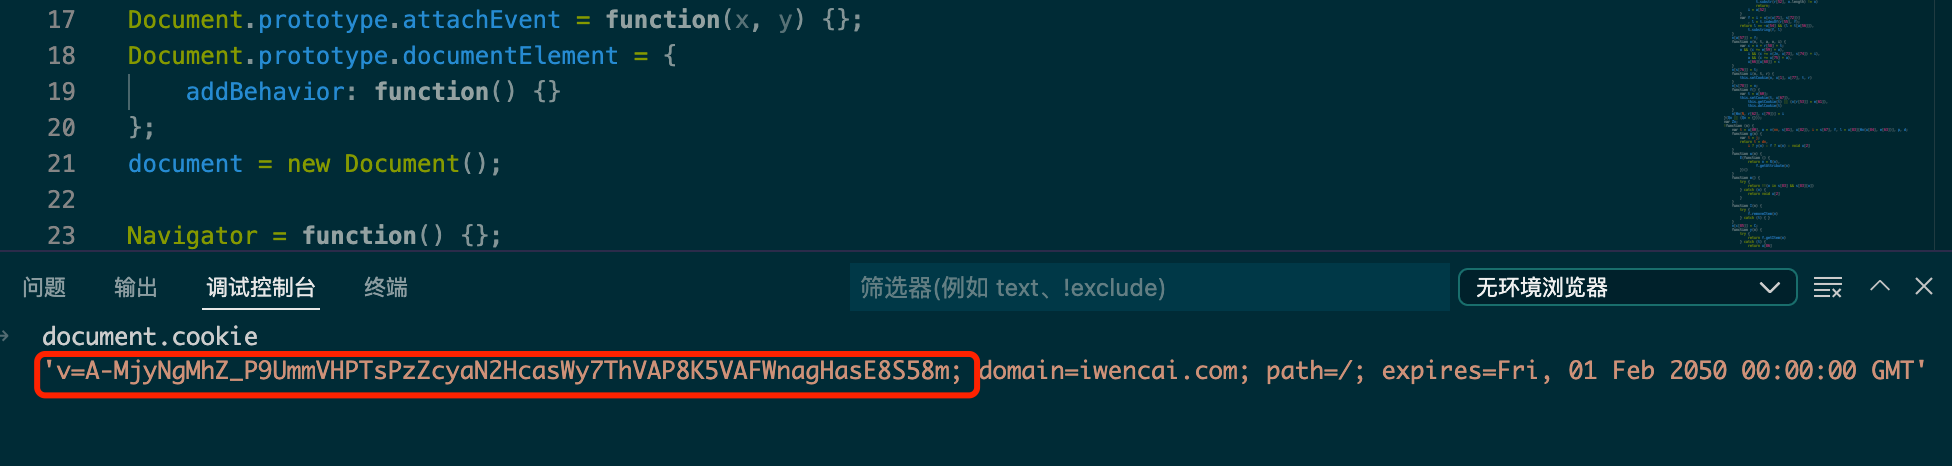 17 Document.prototype.attachEvent = function(x, y) {};
18 Document.prototype.documentElement = {
19 addBehavior: function() {}
20 };
21 document = new Document();
22
23 Navigator = function() {};
问题 输出 调试控制台 终端 筛选器(例如 text、!exclude) 无环境浏览器
document.cookie
'v=A-MjyNgMhZ_P9UmmVHPTsPzZcyaN2HcasWy7ThVAP8K5VAFWnagHasE8S58m; domain=iwencai.com; path=/; expires=Fri, 01 Feb 2050 00:00:00 GMT'